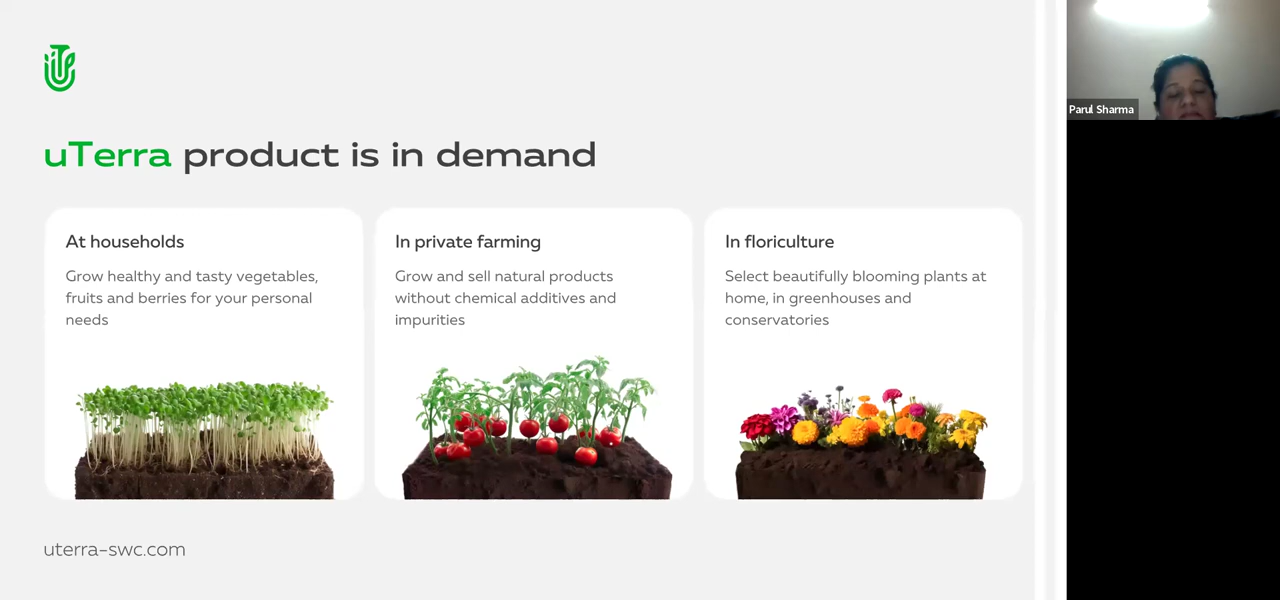 uTerra product is in demand
At households
Grow healthy and tasty vegetables,
fruits and berries for your personal
needs
In private farming
Grow and sell natural products
without chemical additives and
impurities
In floriculture
Select beautifully blooming plants at
home, in greenhouses and
conservatories
uterra-swc.com
Parul Sharma